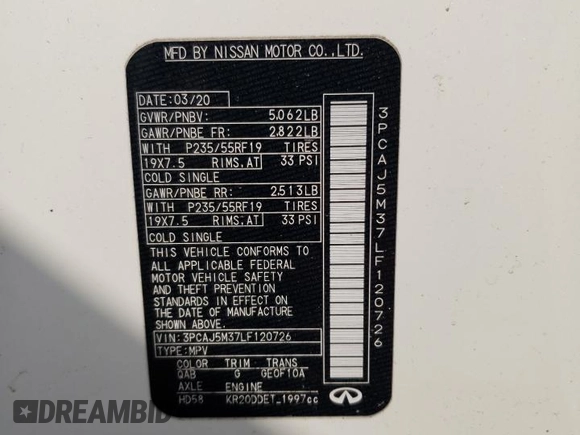 MFD BY NISSAN MOTOR CO.,LTD.
DATE:03/20
GVWR/PNBV: 5.062LB
GAWR/PNBE FR: 2.822LB
WITH P235/55RF19 TIRES
19X7.5 RIMS,AT 33 PSI
COLD SINGLE
GAWR/PNBE RR: 2.513LB
WITH P235/55RF19 TIRES
19X7.5 RIMS,AT 33 PSI
COLD SINGLE
THIS VEHICLE CONFORMS TO
ALL APPLICABLE FEDERAL
MOTOR VEHICLE SAFETY
AND THEFT PREVENTION
STANDARDS IN EFFECT ON
THE DATE OF MANUFACTURE
SHOWN ABOVE
VIN:3PCAJ5M37LF120726
TYPE:MPV
COLOR TRIM TRANS
QAB G GEOF10A
AXLE ENGINE
HD58 KR20DDET 1997cc
3PCAJ5M37LF120726
DREAMBID